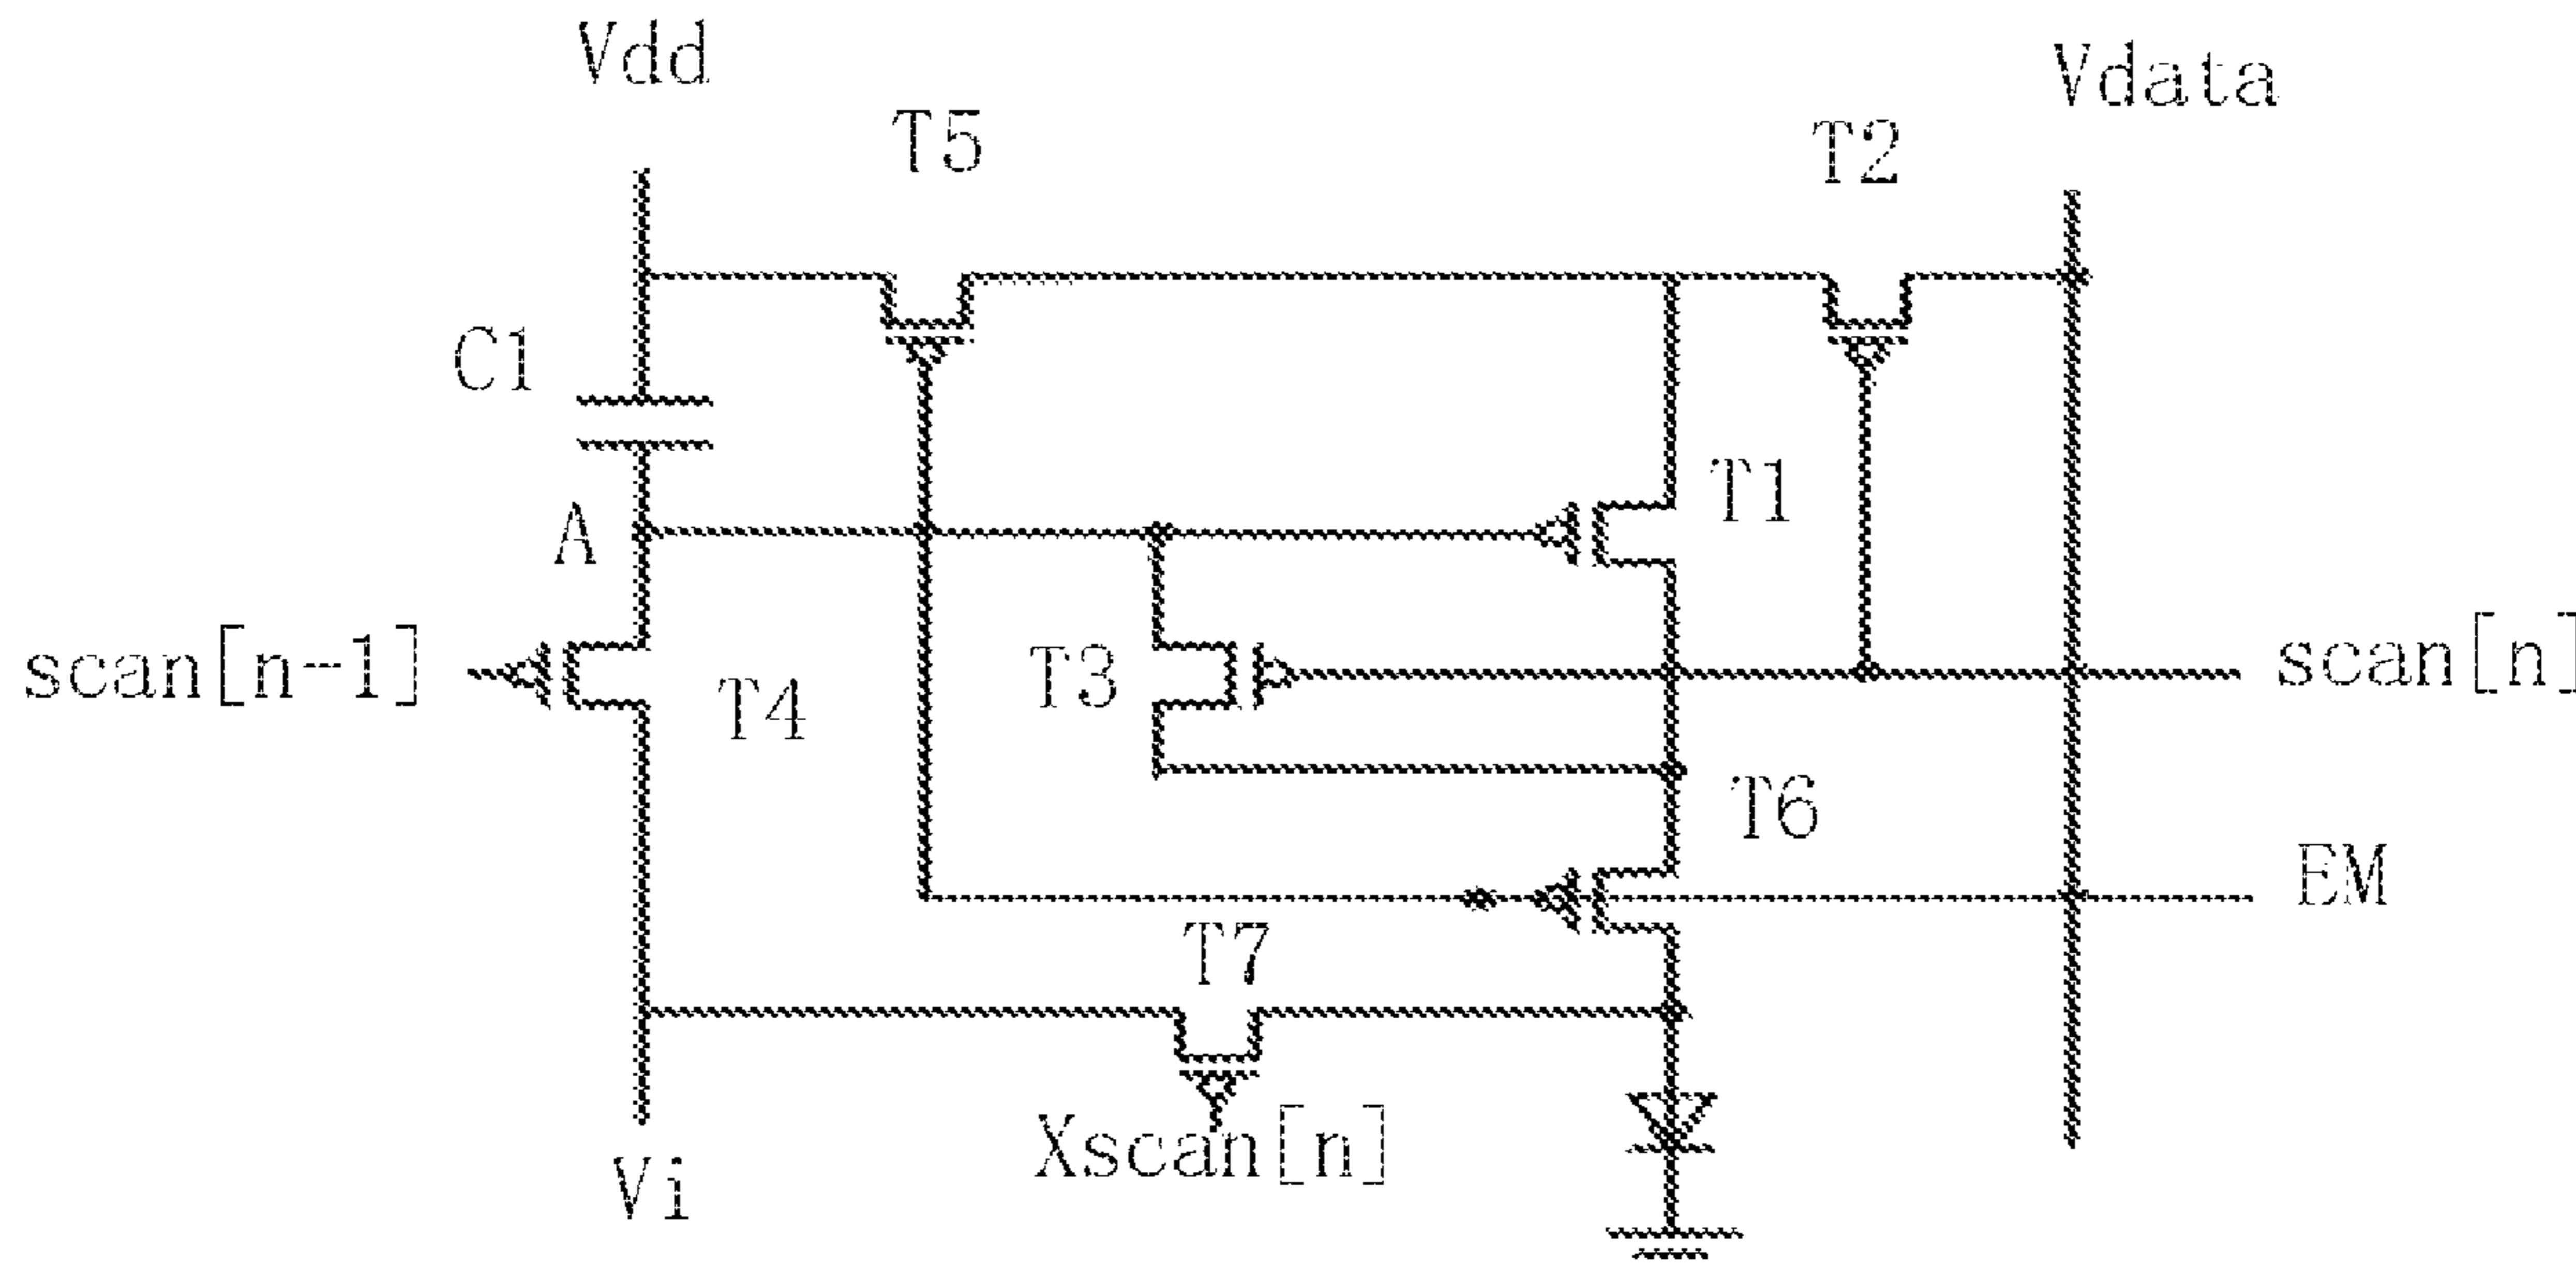 Vdd
Vdata
T5
T2
C1
T1
A
scan[n-1]
T4
T3
scan[n]
T6
EM
T7
Xscan[n]
Vi